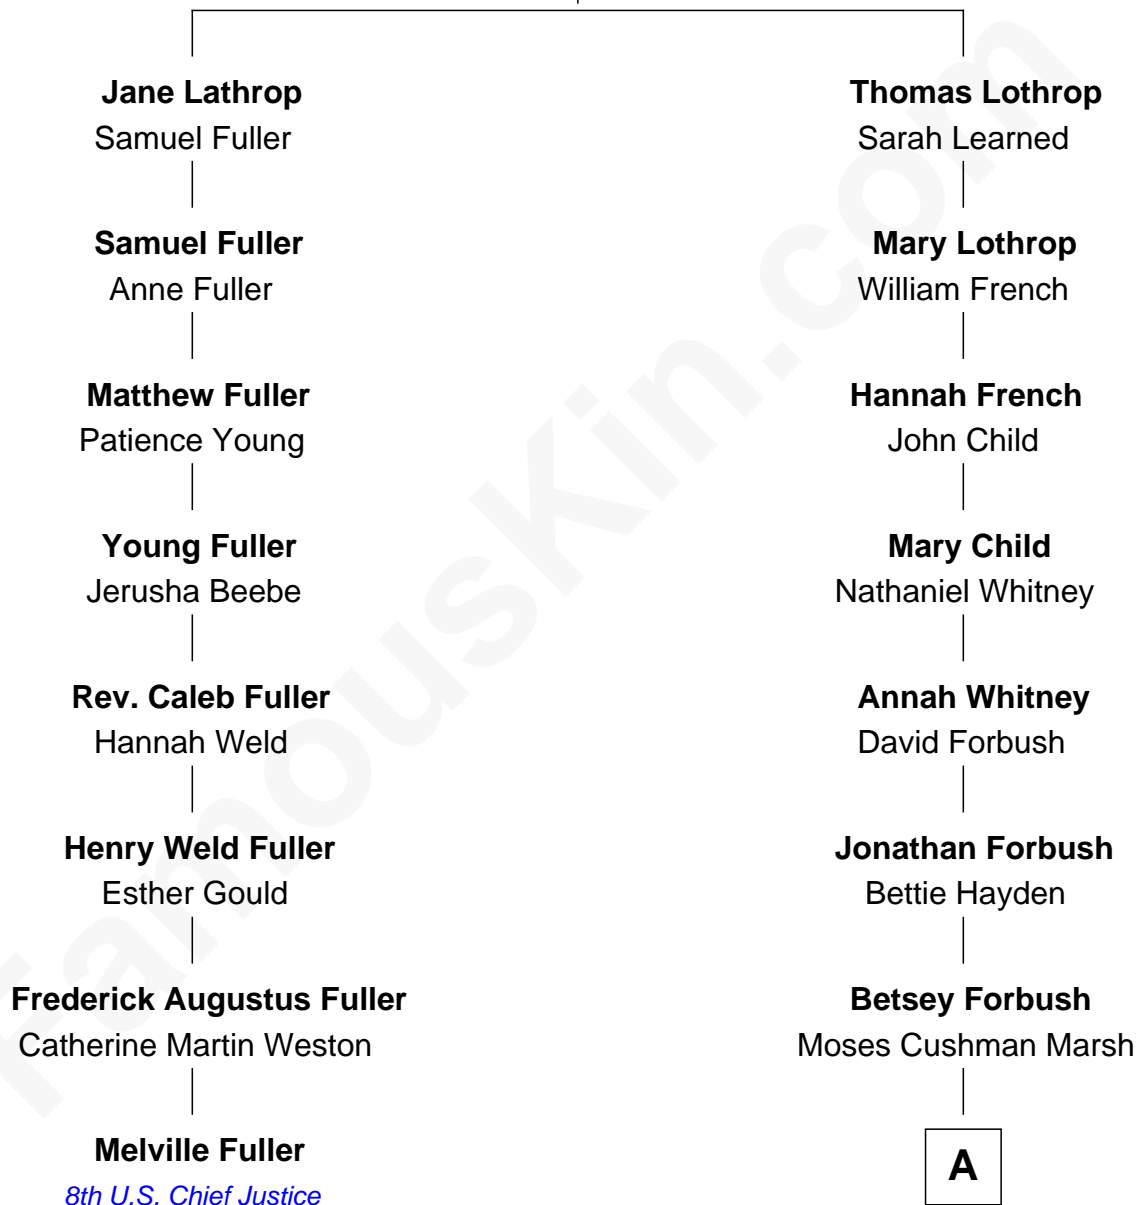 Jane Lathrop
Samuel Fuller
Samuel Fuller
Anne Fuller
Matthew Fuller
Patience Young
Young Fuller
Jerusha Beebe
Rev. Caleb Fuller
Hannah Weld
Henry Weld Fuller
Esther Gould
Frederick Augustus Fuller
Catherine Martin Weston
Melville Fuller
8th U.S. Chief Justice
Thomas Lothrop
Sarah Learned
Mary Lothrop
William French
Hannah French
John Child
Mary Child
Nathaniel Whitney
Annah Whitney
David Forbush
Jonathan Forbush
Bettie Hayden
Betsey Forbush
Moses Cushman Marsh
A
FamousKin.com